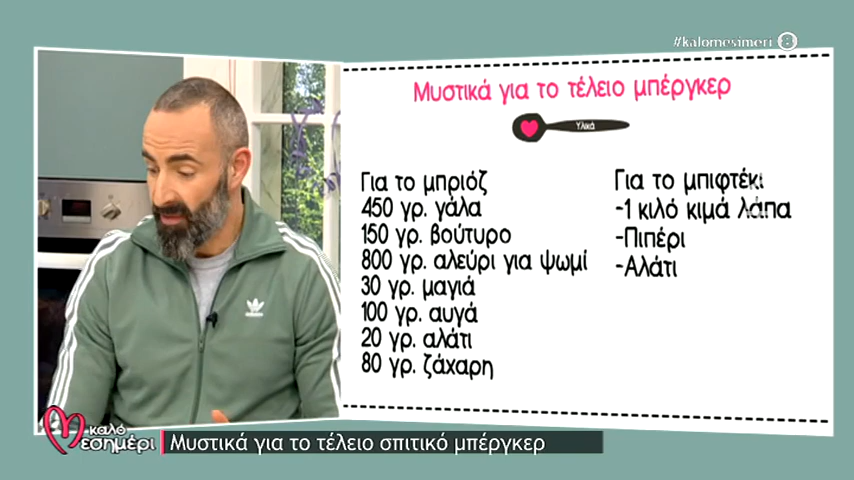 #kalomesimeri 8
Μυστικά για το τέλειο μπέργκερ
Υλικά
Για το μπριόζ
450 γρ. γάλα
150 γρ. βούτυρο
800 γρ. αλεύρι για ψωμί
30 γρ. μαγιά
100 γρ. αυγά
20 γρ. αλάτι
80 γρ. ζάχαρη
Για το μπιφτέκι
-1 κιλό κιμά λάπα
-Πιπέρι
-Αλάτι
καλό
μεσημέρι
Μυστικά για το τέλειο σπιτικό μπέργκερ